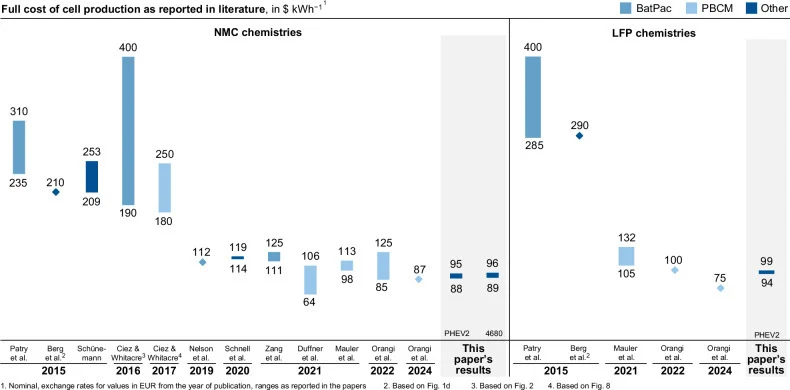 Full cost of cell production as reported in literature, in $ kWh⁻¹ ¹
BatPac PBCM Other
NMC chemistries
LFP chemistries
400 400
310
290
285
253 250
235
210 209
190
180
132
125 125
119
112 113
114 111
106
105
100
98
95 96 99
87
88 89 94
85
75
64
PHEV2 4680 PHEV2
Patry et al. Berg et al.² Schüne-mann 2015
Ciez & Whitacre³ 2016
Ciez & Whitacre⁴ 2017
Nelson et al. 2019
Schnell et al. 2020
Zang et al. Duffner et al. Mauler et al. 2021
Orangi et al. 2022
Orangi et al. 2024
This paper's results
Patry et al. Berg et al.² 2015
Mauler et al. 2021
Orangi et al. 2022
Orangi et al. 2024
This paper's results
1. Nominal, exchange rates for values in EUR from the year of publication, ranges as reported in the papers 2. Based on Fig. 1d 3. Based on Fig. 2 4. Based on Fig. 8